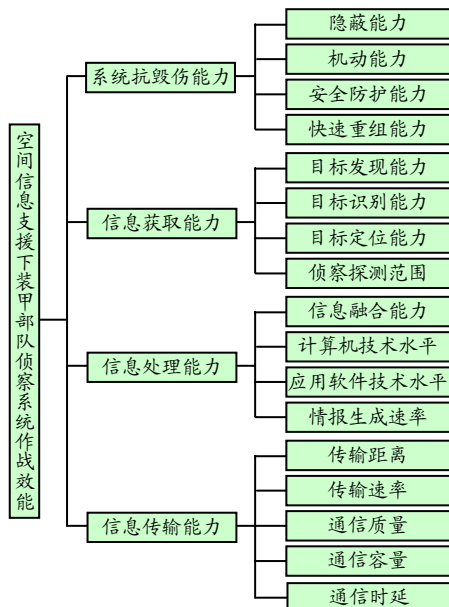 空间信息支援下装甲部队侦察系统作战效能
系统抗毁伤能力
隐蔽能力
机动能力
安全防护能力
快速重组能力
信息获取能力
目标发现能力
目标识别能力
目标定位能力
侦察探测范围
信息处理能力
信息融合能力
计算机技术水平
应用软件技术水平
情报生成速率
信息传输能力
传输距离
传输速率
通信质量
通信容量
通信时延